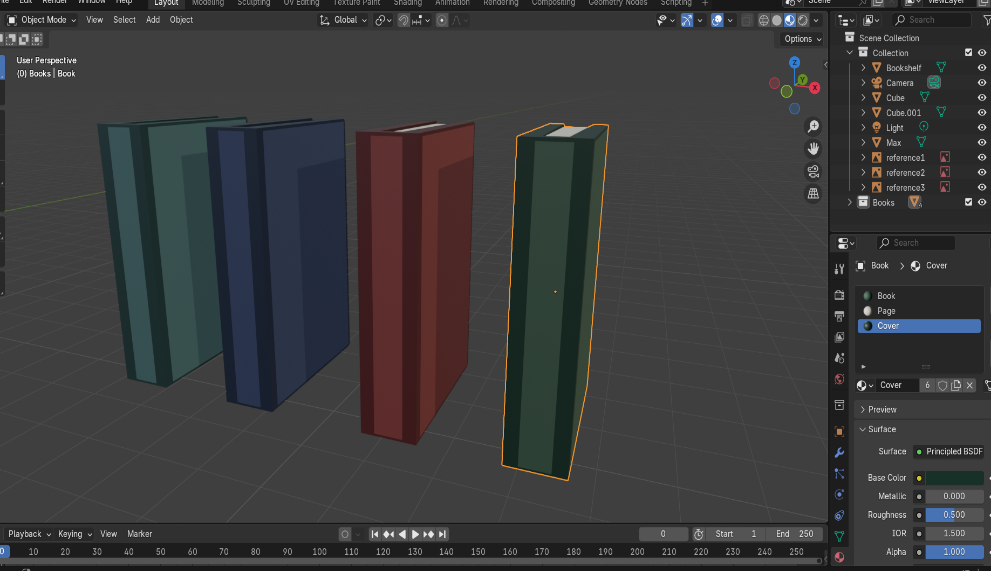 Edit Render Window Help Layout Modeling Sculpting UV Editing Texture Paint Shading Animation Rendering Compositing Geometry Nodes Scripting + Scene ViewLayer
Object Mode View Select Add Object Global Search
Options
User Perspective
(0) Books | Book
Z
Y
X
Scene Collection
Collection
Bookshelf
Camera
Cube
Cube.001
Light
Max
reference1
reference2
reference3
Books
Search
Book > Cover
Book
Page
Cover
Cover 6
Preview
Surface
Surface Principled BSDF
Base Color
Metallic 0.000
Roughness 0.500
IOR 1.500
Alpha 1.000
Playback Keying View Marker 0 Start 1 End 250
0 10 20 30 40 50 60 70 80 90 100 110 120 130 140 150 160 170 180 190 200 210 220 230 240 250